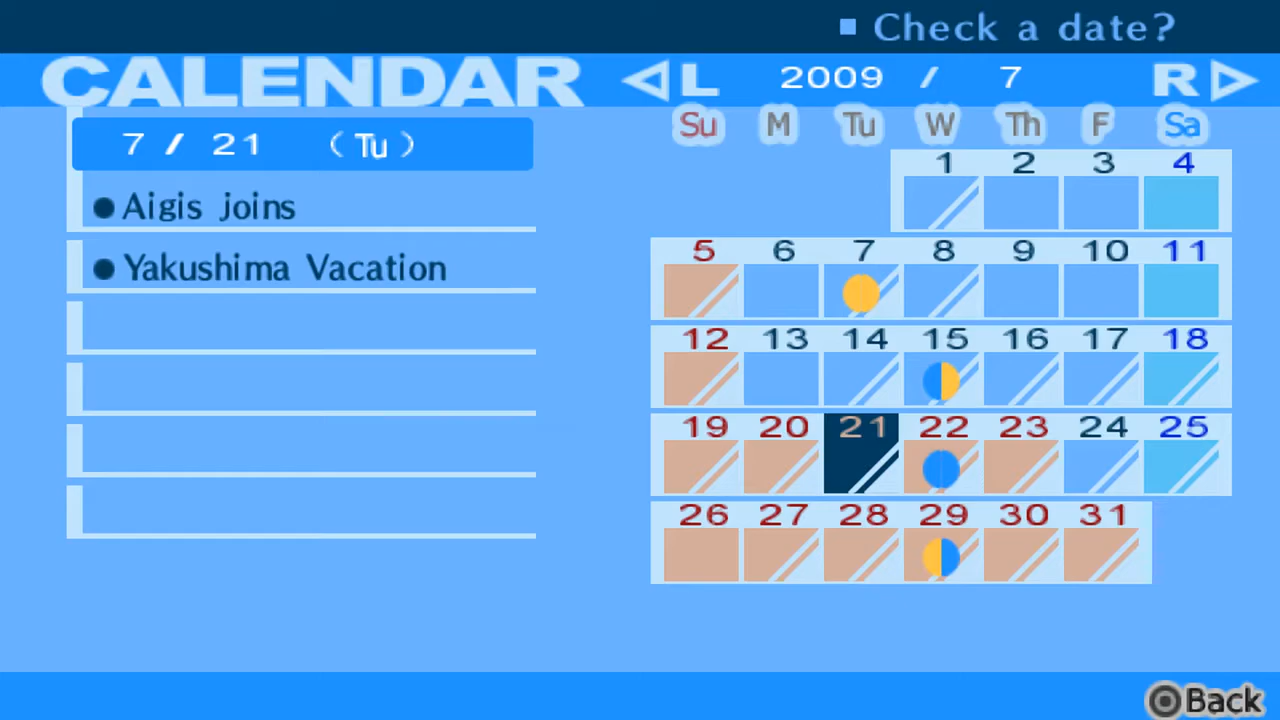 Check a date?
CALENDAR
L 2009 / 7 R
7 / 21 (Tu)
Aigis joins
Yakushima Vacation
Su M Tu W Th F Sa
1 2 3 4
5 6 7 8 9 10 11
12 13 14 15 16 17 18
19 20 21 22 23 24 25
26 27 28 29 30 31
Back